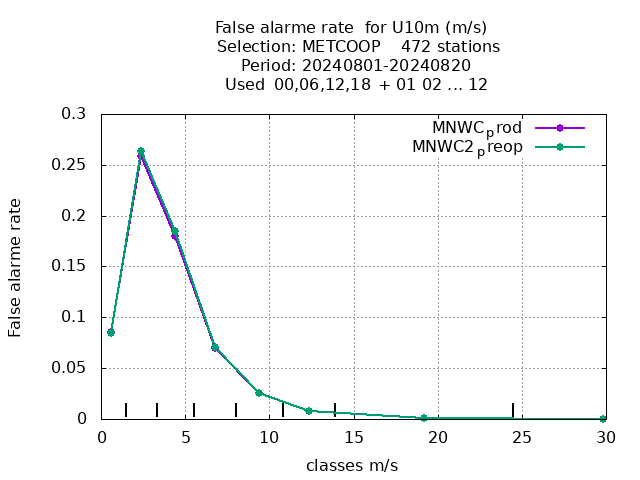 False alarme rate  for U10m (m/s)
Selection: METCOOP    472 stations
Period: 20240801-20240820
Used  00,06,12,18 + 01 02 ... 12
MNWCprod
MNWC2preop
0.3
0.25
0.2
0.15
0.1
0.05
0
False alarme rate
0 5 10 15 20 25 30
classes m/s